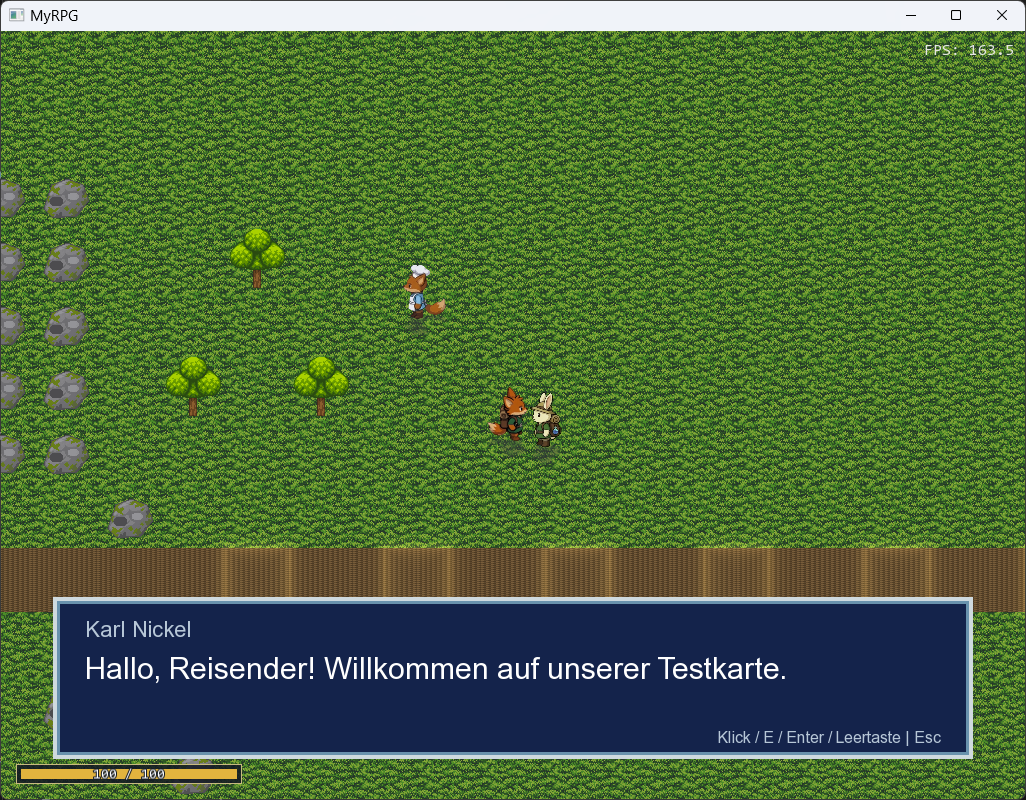 MyRPG
FPS: 163.5
Karl Nickel
Hallo, Reisender! Willkommen auf unserer Testkarte.
Klick / E / Enter / Leertaste | Esc
100 / 100